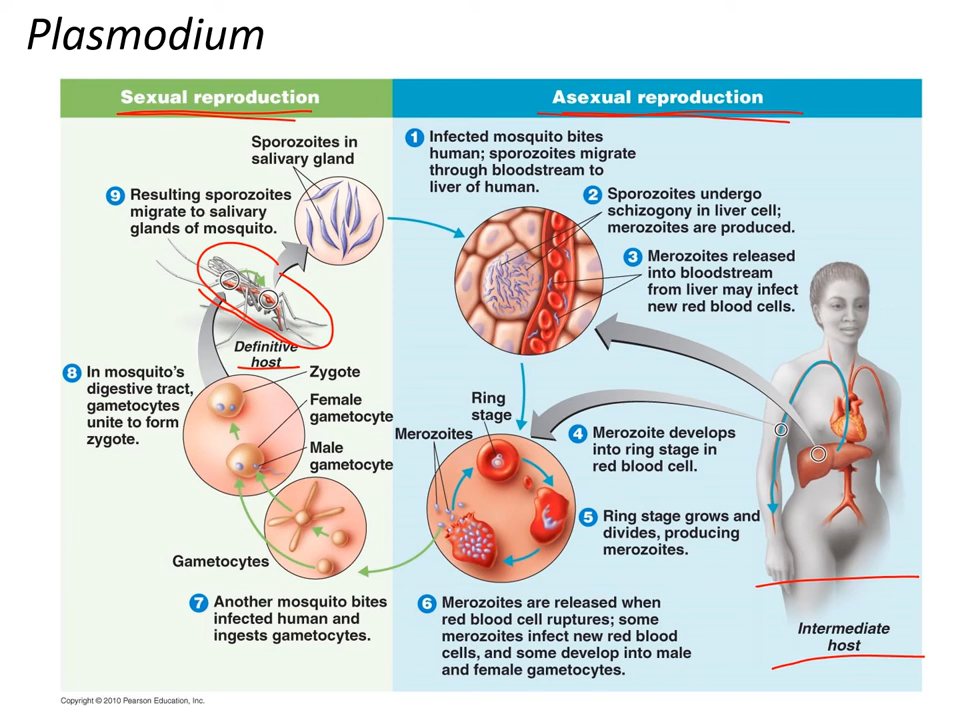 Plasmodium
Sexual reproduction
Asexual reproduction
Sporozoites in
salivary gland
9 Resulting sporozoites
migrate to salivary
glands of mosquito.
Definitive
host
8 In mosquito's
digestive tract,
gametocytes
unite to form
zygote.
Zygote
Female
gametocyte
Male
gametocyte
Gametocytes
7 Another mosquito bites
infected human and
ingests gametocytes.
1 Infected mosquito bites
human; sporozoites migrate
through bloodstream to
liver of human.
2 Sporozoites undergo
schizogony in liver cell;
merozoites are produced.
3 Merozoites released
into bloodstream
from liver may infect
new red blood cells.
Ring
stage
Merozoites
4 Merozoite develops
into ring stage in
red blood cell.
5 Ring stage grows and
divides, producing
merozoites.
6 Merozoites are released when
red blood cell ruptures; some
merozoites infect new red blood
cells, and some develop into male
and female gametocytes.
Intermediate
host
Copyright © 2010 Pearson Education, Inc.